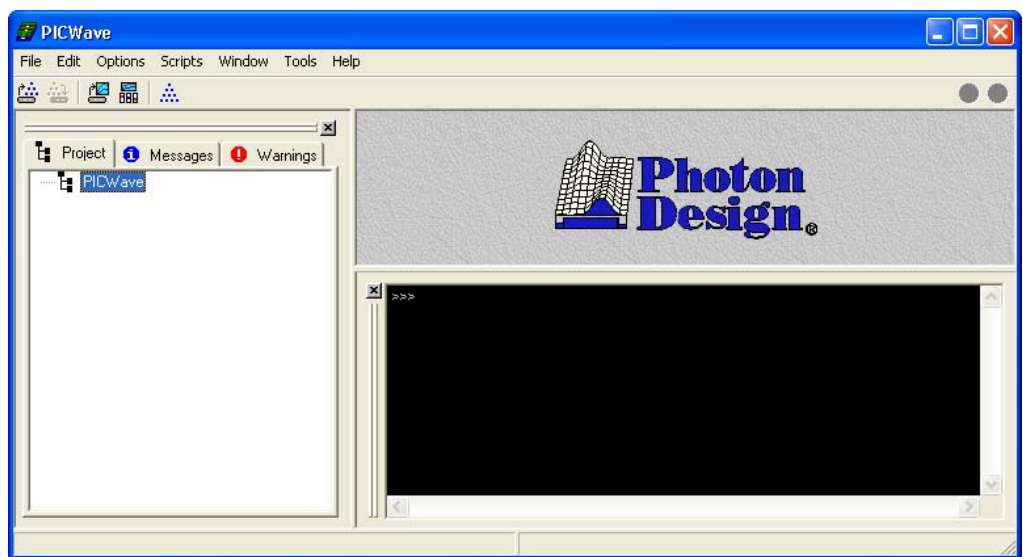 PICWave
File Edit Options Scripts Window Tools Help
Project Messages Warnings
PICWave
Photon
Design®
>>>